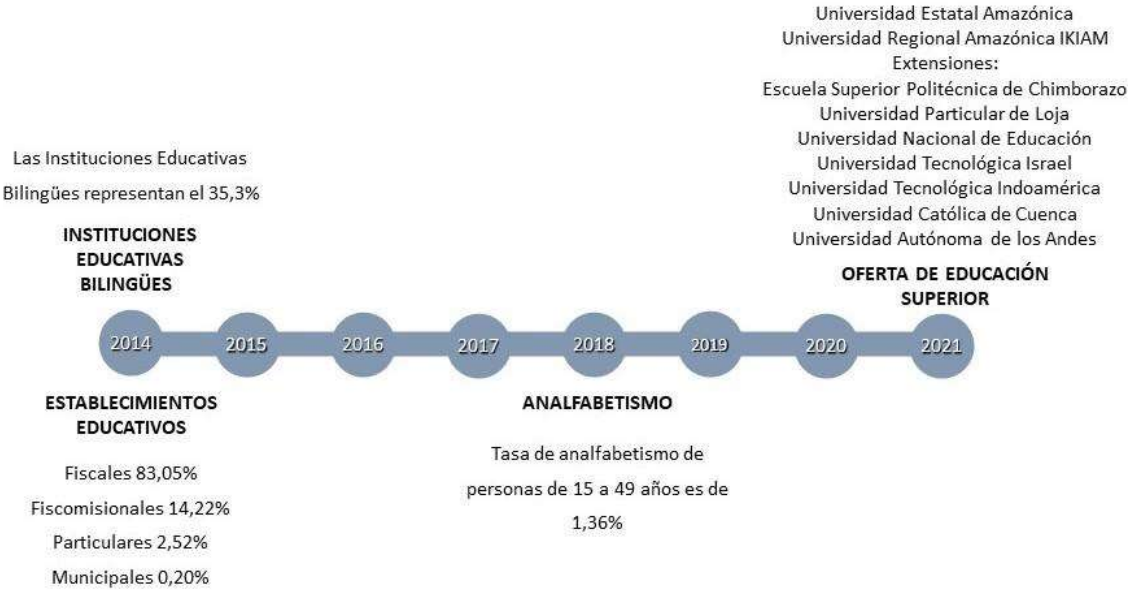 Universidad Estatal Amazónica
Universidad Regional Amazónica IKIAM
Extensiones:
Escuela Superior Politécnica de Chimborazo
Universidad Particular de Loja
Universidad Nacional de Educación
Universidad Tecnológica Israel
Universidad Tecnológica Indoamérica
Universidad Católica de Cuenca
Universidad Autónoma de los Andes
OFERTA DE EDUCACIÓN
SUPERIOR
Las Instituciones Educativas
Bilingües representan el 35,3%
INSTITUCIONES
EDUCATIVAS
BILINGÜES
2014 2015 2016 2017 2018 2019 2020 2021
ESTABLECIMIENTOS
EDUCATIVOS
Fiscales 83,05%
Fiscomisionales 14,22%
Particulares 2,52%
Municipales 0,20%
ANALFABETISMO
Tasa de analfabetismo de
personas de 15 a 49 años es de
1,36%